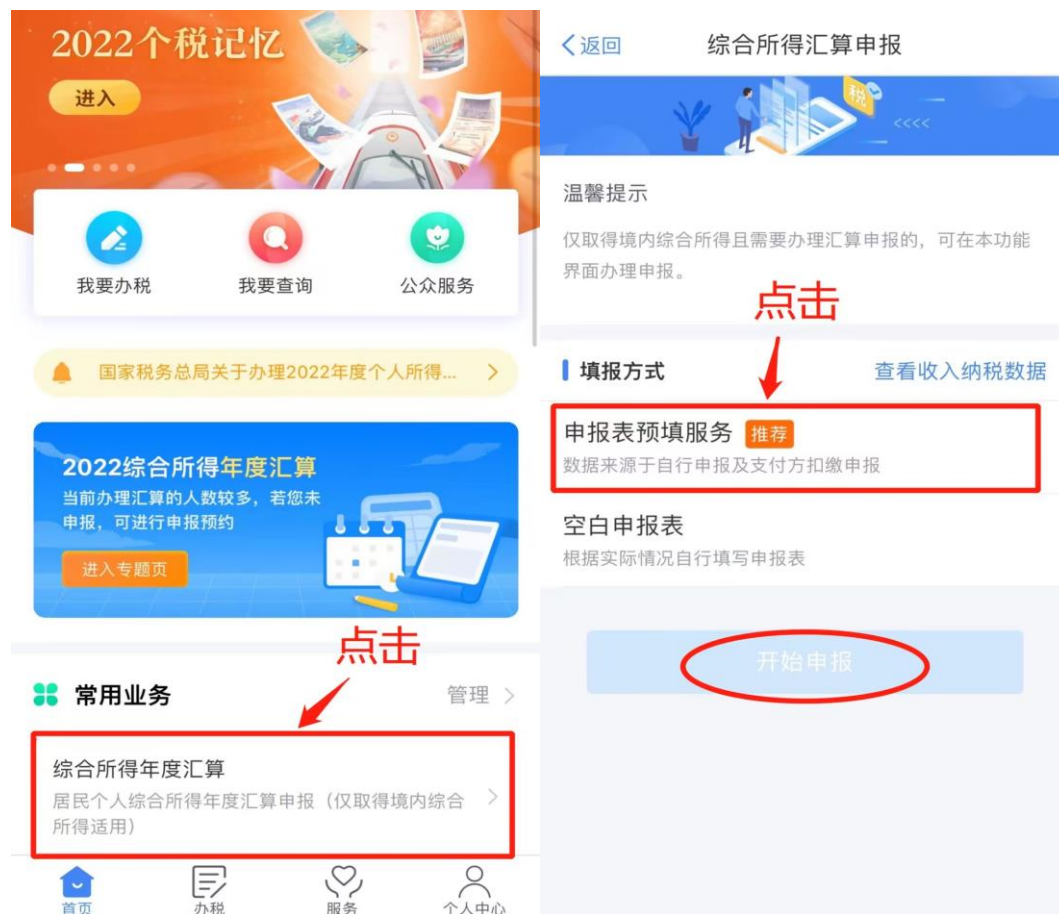 2022个税记忆
进入
我要办税
我要查询
公众服务
国家税务总局关于办理2022年度个人所得...
2022综合所得年度汇算
当前办理汇算的人数较多，若您未
申报，可进行申报预约
进入专题页
点击
常用业务
管理
综合所得年度汇算
居民个人综合所得年度汇算申报（仅取得境内综合
所得适用）
首页
办税
服务
个人中心
返回
综合所得汇算申报
税
温馨提示
仅取得境内综合所得且需要办理汇算申报的，可在本功能
界面办理申报。
点击
填报方式
查看收入纳税数据
申报表预填服务 推荐
数据来源于自行申报及支付方扣缴申报
空白申报表
根据实际情况自行填写申报表
开始申报